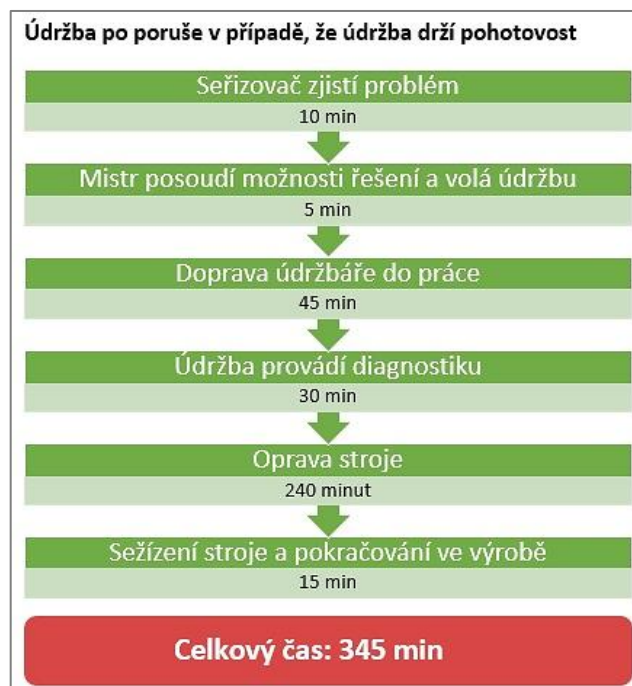 Údržba po poruše v případě, že údržba drží pohotovost
Seřizovač zjistí problém
10 min
Mistr posoudí možnosti řešení a volá údržbu
5 min
Doprava údržbáře do práce
45 min
Údržba provádí diagnostiku
30 min
Oprava stroje
240 minut
Sežízení stroje a pokračování ve výrobě
15 min
Celkový čas: 345 min